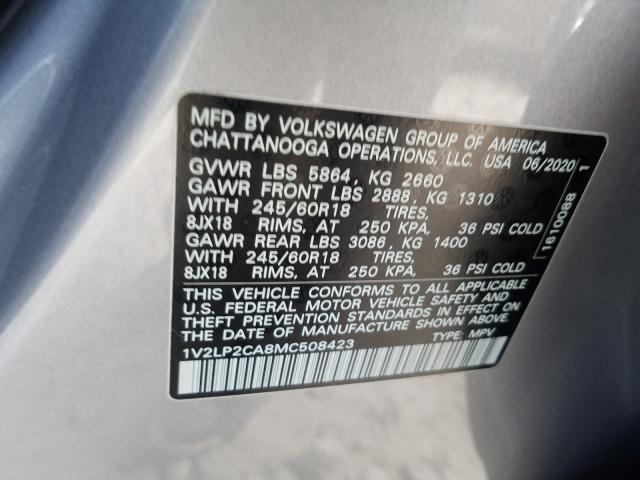 MFD BY VOLKSWAGEN GROUP OF AMERICA
CHATTANOOGA OPERATIONS, LLC. USA 06/2020
GVWR LBS 5864, KG 2660
GAWR FRONT LBS 2888, KG 1310
WITH 245/60R18 TIRES,
8JX18 RIMS, AT 250 KPA, 36 PSI COLD
GAWR REAR LBS 3086, KG 1400
WITH 245/60R18 TIRES,
8JX18 RIMS, AT 250 KPA, 36 PSI COLD
THIS VEHICLE CONFORMS TO ALL APPLICABLE
U.S. FEDERAL MOTOR VEHICLE SAFETY AND
THEFT PREVENTION STANDARDS IN EFFECT ON
THE DATE OF MANUFACTURE SHOWN ABOVE.
1V2LP2CA8MC508423 TYPE: MPV
1610088 1